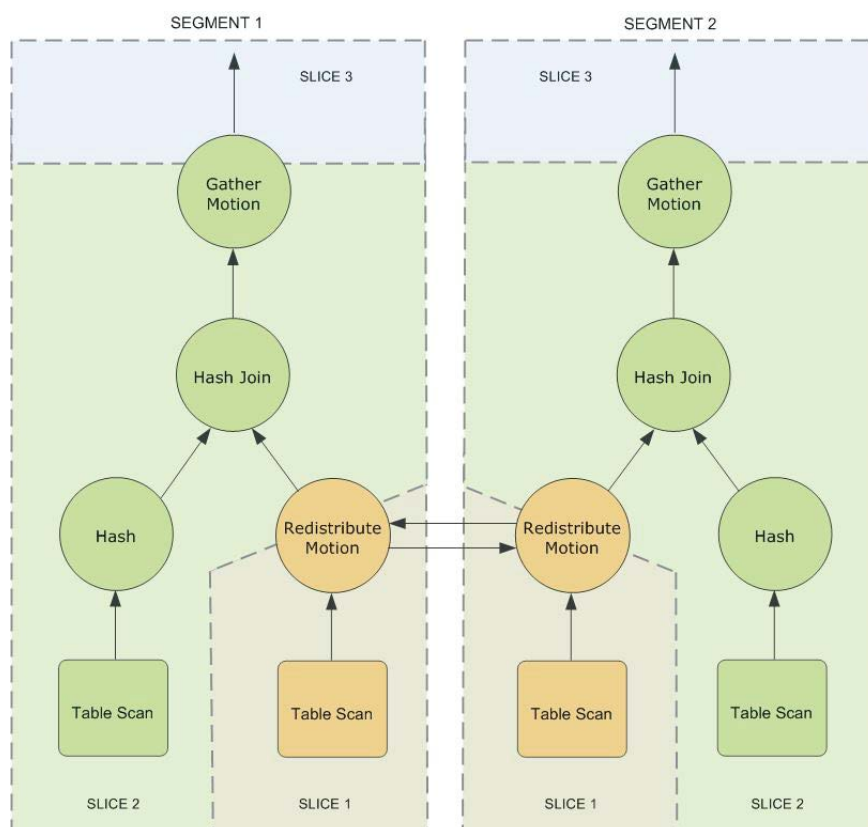 SEGMENT 1
SEGMENT 2
SLICE 3
SLICE 3
Gather
Motion
Gather
Motion
Hash Join
Hash Join
Hash
Redistribute
Motion
Redistribute
Motion
Hash
Table Scan
Table Scan
Table Scan
Table Scan
SLICE 2
SLICE 1
SLICE 1
SLICE 2